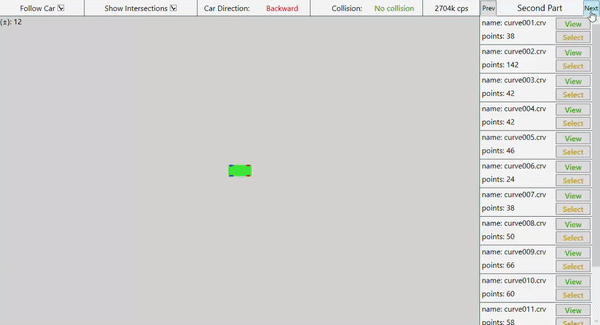 Follow Car Show Intersections Car Direction: Backward Collision: No collision 2704k cps Prev Second Part Next
(±): 12
name: curve001.crv View
points: 38 Select
name: curve002.crv View
points: 142 Select
name: curve003.crv View
points: 42 Select
name: curve004.crv View
points: 42 Select
name: curve005.crv View
points: 46 Select
name: curve006.crv View
points: 24 Select
name: curve007.crv View
points: 38 Select
name: curve008.crv View
points: 50 Select
name: curve009.crv View
points: 66 Select
name: curve010.crv View
points: 60 Select
name: curve011.crv View
points: 58 Select